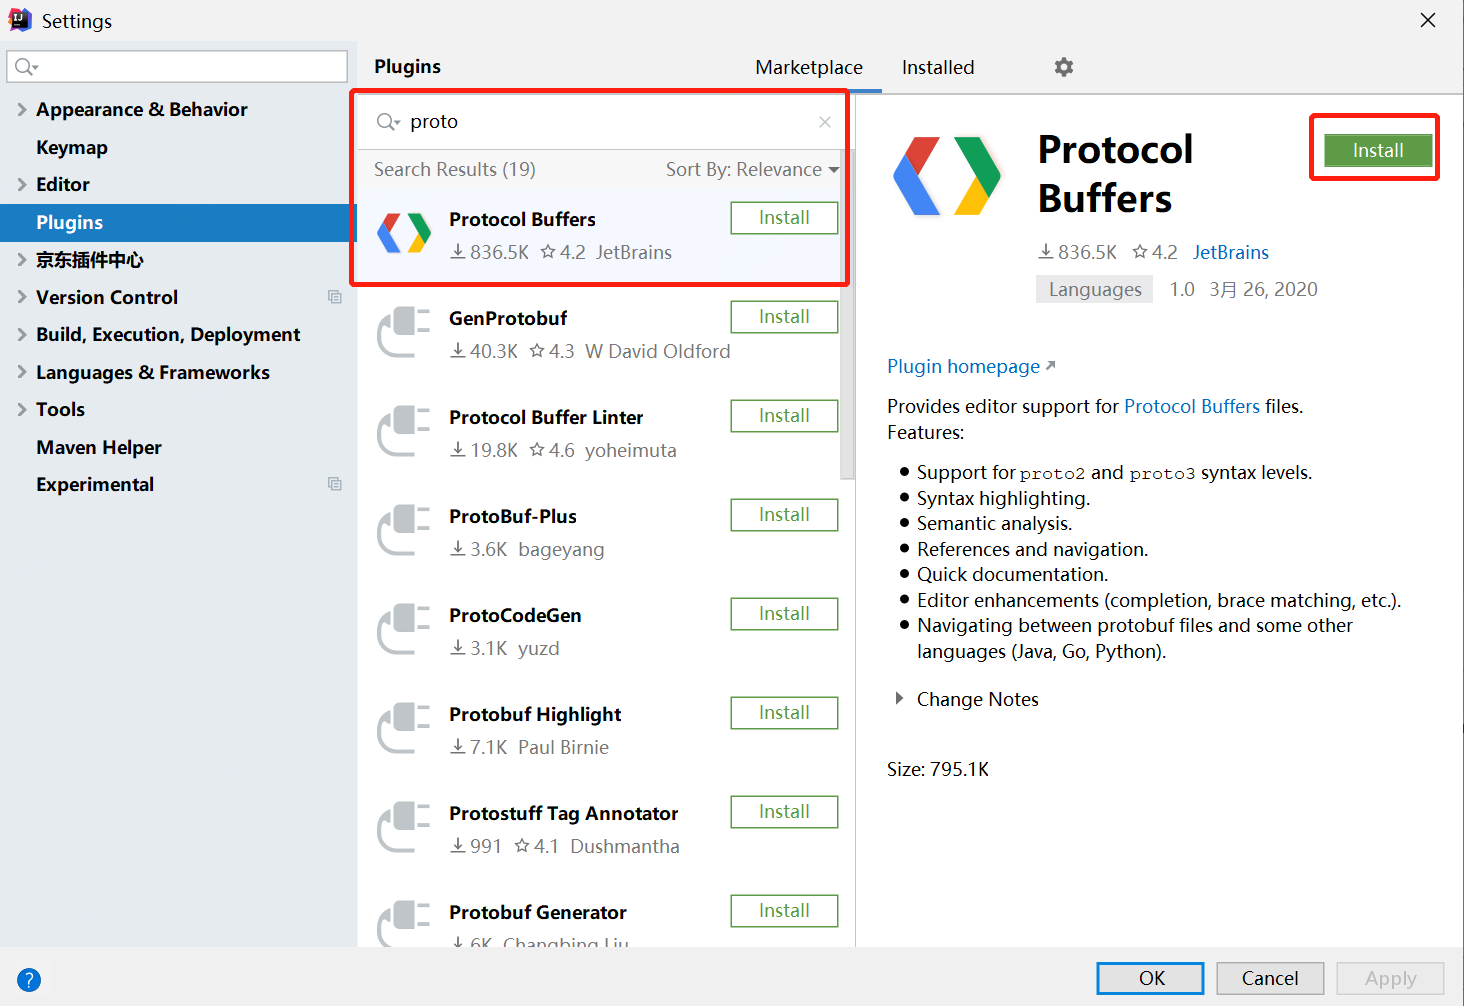 Settings
Appearance & Behavior
Keymap
Editor
Plugins
京东插件中心
Version Control
Build, Execution, Deployment
Languages & Frameworks
Tools
Maven Helper
Experimental
Plugins
Marketplace
Installed
proto
Search Results (19)
Sort By: Relevance
Protocol Buffers
Install
836.5K 4.2 JetBrains
GenProtobuf
Install
40.3K 4.3 W David Oldford
Protocol Buffer Linter
Install
19.8K 4.6 yoheimuta
ProtoBuf-Plus
Install
3.6K bageyang
ProtoCodeGen
Install
3.1K yuzd
Protobuf Highlight
Install
7.1K Paul Birnie
Protostuff Tag Annotator
Install
991 4.1 Dushmantha
Protobuf Generator
Install
6K Changbing Liu
Protocol
Buffers
Install
836.5K 4.2 JetBrains
Languages 1.0 3月 26, 2020
Plugin homepage
Provides editor support for Protocol Buffers files.
Features:
Support for proto2 and proto3 syntax levels.
Syntax highlighting.
Semantic analysis.
References and navigation.
Quick documentation.
Editor enhancements (completion, brace matching, etc.).
Navigating between protobuf files and some other
languages (Java, Go, Python).
Change Notes
Size: 795.1K
?
OK
Cancel
Apply